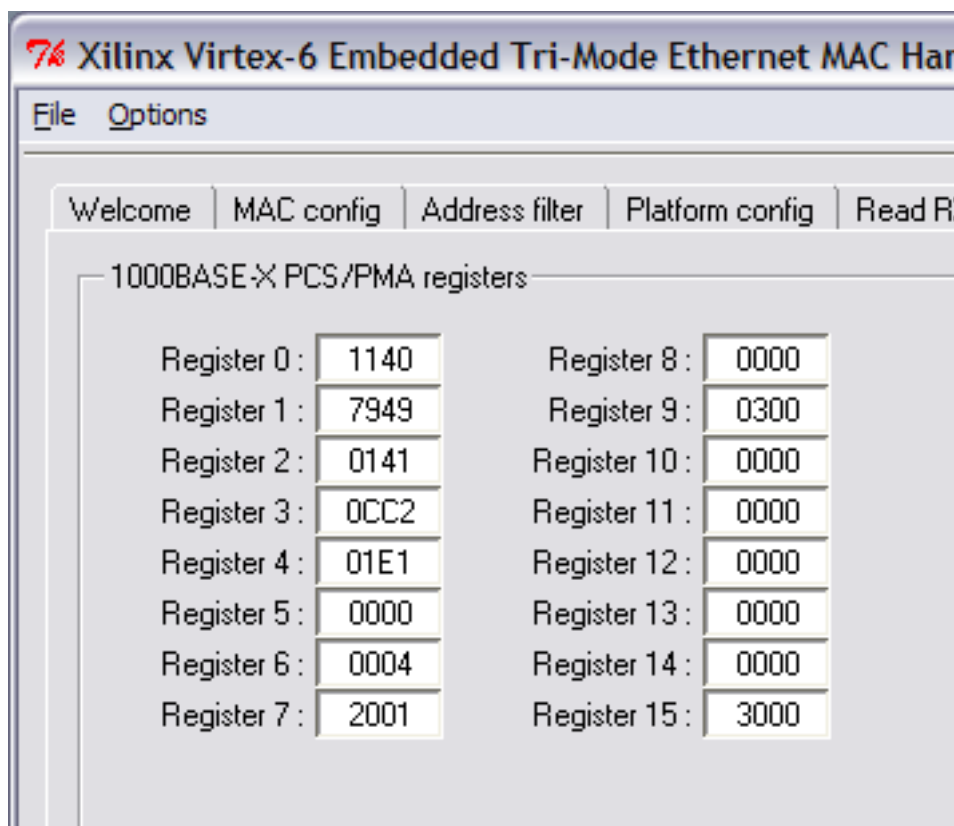 Xilinx Virtex-6 Embedded Tri-Mode Ethernet MAC
File Options
Welcome MAC config Address filter Platform config Read
1000BASE-X PCS/PMA registers
Register 0 : 1140 Register 8 : 0000
Register 1 : 7949 Register 9 : 0300
Register 2 : 0141 Register 10 : 0000
Register 3 : 0CC2 Register 11 : 0000
Register 4 : 01E1 Register 12 : 0000
Register 5 : 0000 Register 13 : 0000
Register 6 : 0004 Register 14 : 0000
Register 7 : 2001 Register 15 : 3000